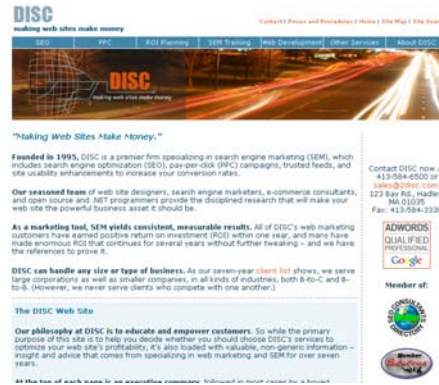 DISC
making web sites make money
Contact | Prices and Procedures | Home | Site Map | Site Sear
SEO PPC ROI Planning SEM Training Web Development Other Services About DISC
DISC
making web sites make money
"Making Web Sites Make Money."
Founded in 1995, DISC is a premier firm specializing in search engine marketing (SEM), which
includes search engine optimization (SEO), pay-per-click (PPC) campaigns, trusted feeds, and
site usability enhancements to increase your conversion rates.
Our seasoned team of web site designers, search engine marketers, e-commerce consultants,
and open source and .NET programmers provide the disciplined research that will make your
web site the powerful business asset it should be.
As a marketing tool, SEM yields consistent, measurable results. All of DISC's web marketing
customers have earned positive return on investment (ROI) within one year, and many have
made enormous ROI that continues for several years without further tweaking – and we have
the references to prove it.
DISC can handle any size or type of business. As our seven-year client list shows, we serve
large corporations as well as smaller companies, in all kinds of industries, both B-to-C and B-
to-B. (However, we never serve clients who compete with one another.)
The DISC Web Site
Our philosophy at DISC is to educate and empower customers. So while the primary
purpose of this site is to help you decide whether you should choose DISC's services to
optimize your web site's profitability, it's also loaded with valuable, non-generic information –
insight and advice that comes from specializing in web marketing and SEM for over seven
years.
At the top of each page is an executive summary, followed in most cases by a boxed
Contact DISC now a
413-584-6500 or
sales@2disc.com
123 Bay Rd., Hadle
MA 01035
Fax: 413-584-333
ADWORDS
QUALIFIED
PROFESSIONAL
Google
Member of:
SEO CONSULTANTS
DIRECTORY
Member